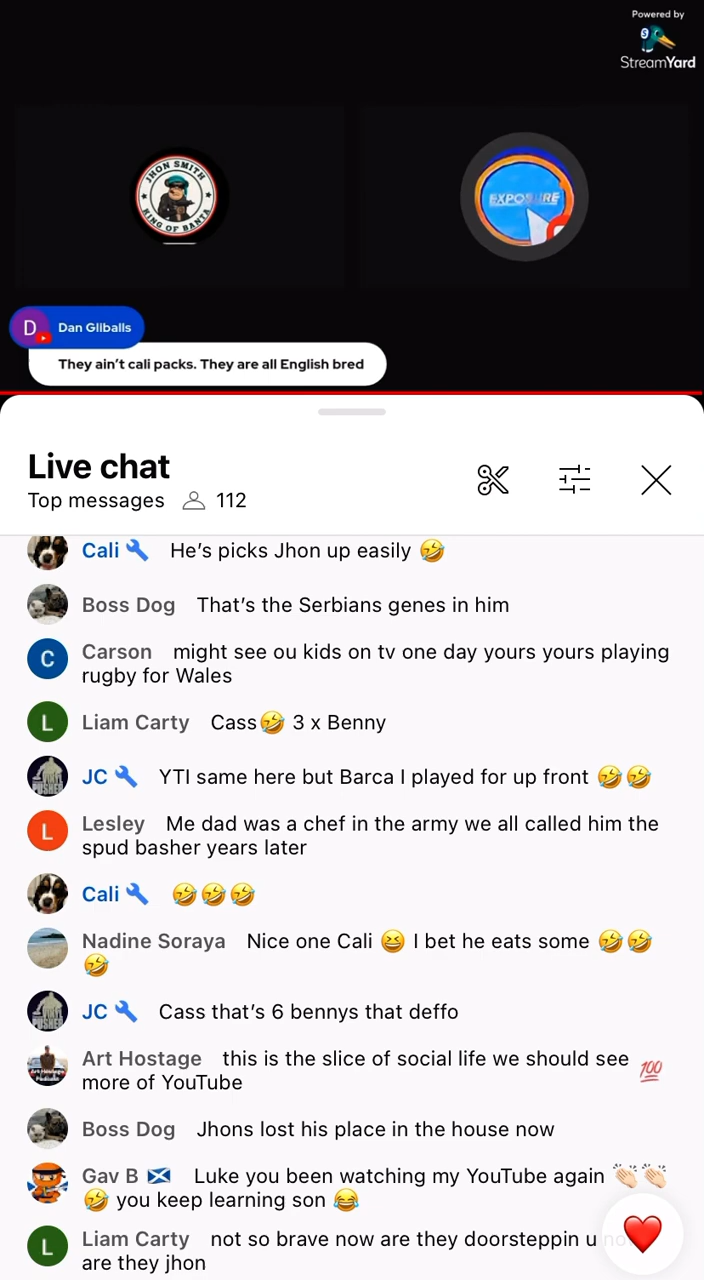 Powered by
StreamYard
JHON SMITH
KING OF BANTA
EXPOSURE
D
Dan Gliballs
They ain’t cali packs. They are all English bred
Live chat
Top messages 112
Cali 🔧 He’s picks Jhon up easily 🤣
Boss Dog That’s the Serbians genes in him
C
Carson might see ou kids on tv one day yours yours playing
rugby for Wales
L
Liam Carty Cass🤣 3 x Benny
JC 🔧 YTI same here but Barca I played for up front 🤣🤣
L
Lesley Me dad was a chef in the army we all called him the
spud basher years later
Cali 🔧 🤣🤣🤣
Nadine Soraya Nice one Cali 😆 I bet he eats some 🤣🤣
🤣
PUSHER
JC 🔧 Cass that’s 6 bennys that deffo
Art Hostage this is the slice of social life we should see 💯
more of YouTube
Boss Dog Jhons lost his place in the house now
Gav B 🏴󠁧󠁢󠁳󠁣󠁴󠁿 Luke you been watching my YouTube again 👏🏻👏🏻
🤣 you keep learning son 😂
L
Liam Carty not so brave now are they doorsteppin u
are they jhon